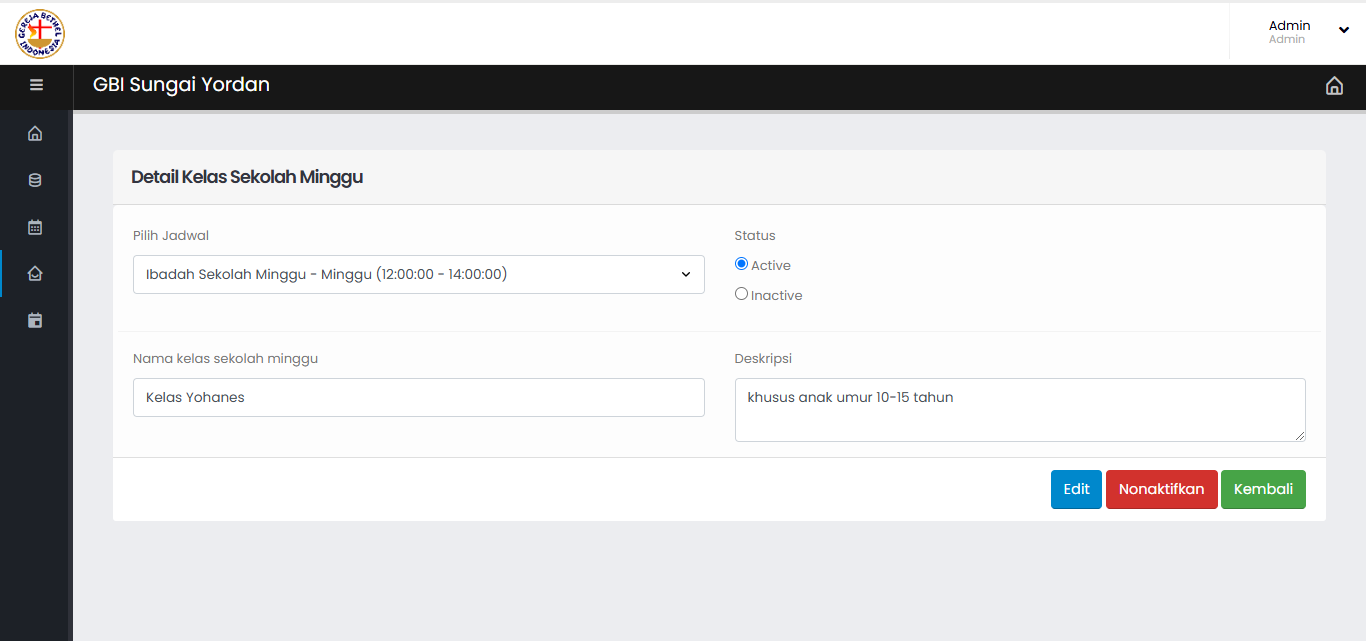 GEREJA BETHEL
INDONESIA
Admin
Admin
GBI Sungai Yordan
Detail Kelas Sekolah Minggu
Pilih Jadwal
Status
Ibadah Sekolah Minggu - Minggu (12:00:00 - 14:00:00)
Active
Inactive
Nama kelas sekolah minggu
Deskripsi
Kelas Yohanes
khusus anak umur 10-15 tahun
Edit Nonaktifkan Kembali